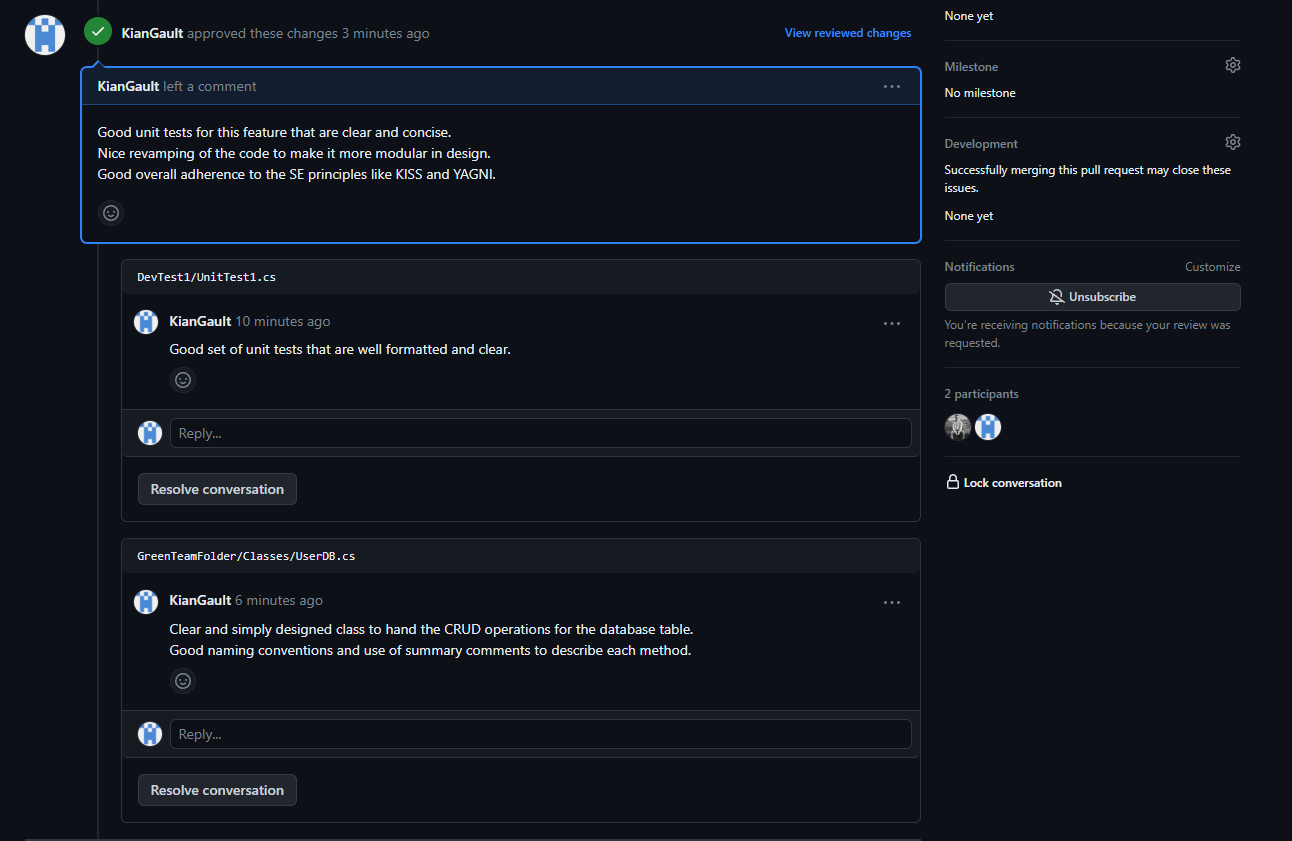 KianGault approved these changes 3 minutes ago
View reviewed changes
KianGault left a comment
Good unit tests for this feature that are clear and concise.
Nice revamping of the code to make it more modular in design.
Good overall adherence to the SE principles like KISS and YAGNI.
DevTest1/UnitTest1.cs
KianGault 10 minutes ago
Good set of unit tests that are well formatted and clear.
Reply...
Resolve conversation
GreenTeamFolder/Classes/UserDB.cs
KianGault 6 minutes ago
Clear and simply designed class to hand the CRUD operations for the database table.
Good naming conventions and use of summary comments to describe each method.
Reply...
Resolve conversation
None yet
Milestone
No milestone
Development
Successfully merging this pull request may close these
issues.
None yet
Notifications
Customize
Unsubscribe
You're receiving notifications because your review was
requested.
2 participants
Lock conversation